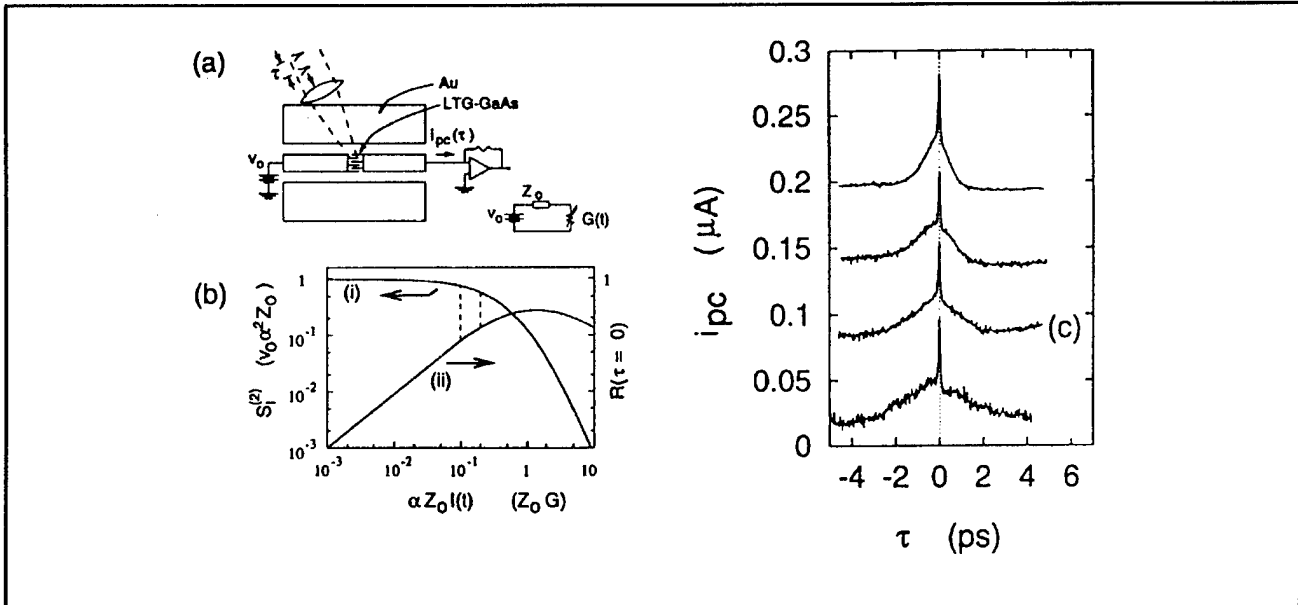 (a)
τ
Au
LTG-GaAs
i_pc(τ)
v_o
Z_o
v_o
G(t)
(b)
S_i^(2) (v_o α^2 Z_o)
1
10^-1
10^-2
10^-3
(i)
(ii)
1
R(τ = 0)
10^-3 10^-2 10^-1 1 10
α Z_o I(t) (Z_o G)
i_pc (μA)
0.3
0.25
0.2
0.15
0.1
0.05
0
(c)
-4 -2 0 2 4 6
τ (ps)